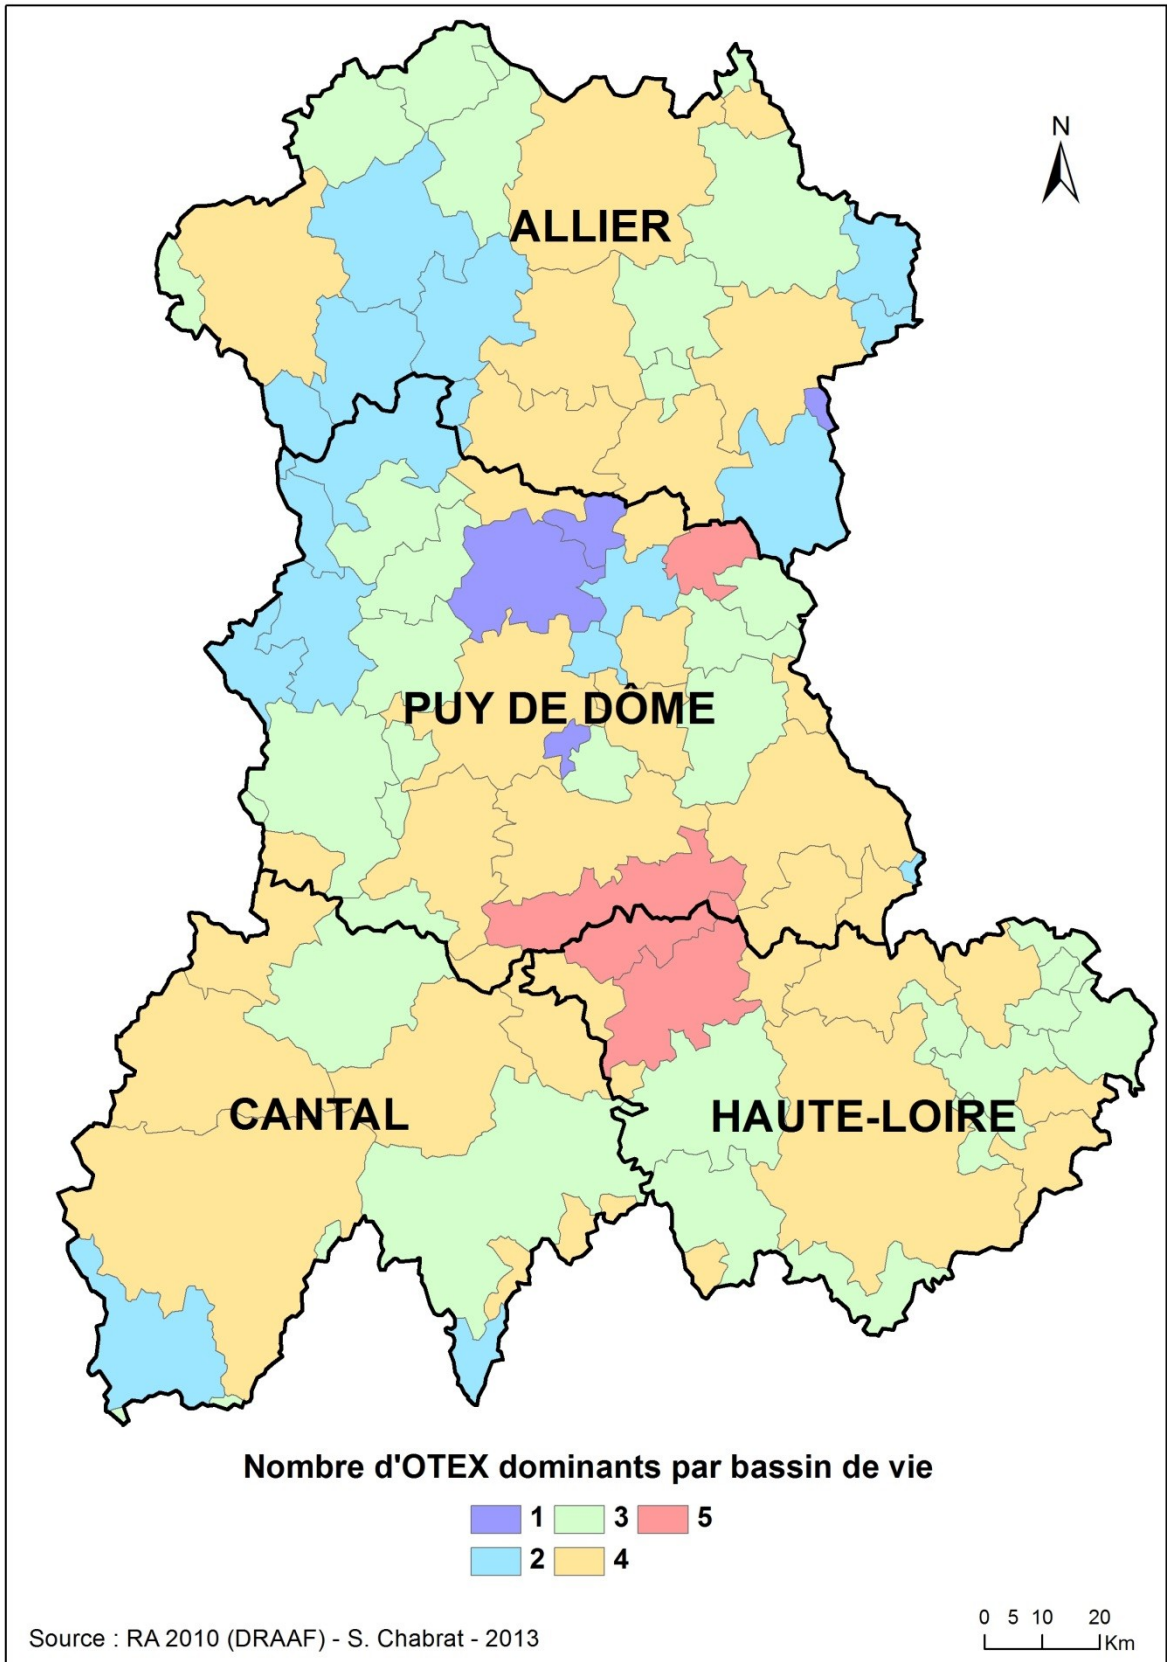 N
ALLIER
PUY DE DÔME
CANTAL
HAUTE-LOIRE
Nombre d'OTEX dominants par bassin de vie
1 3 5
2 4
0 5 10 20
Km
Source : RA 2010 (DRAAF) - S. Chabrat - 2013